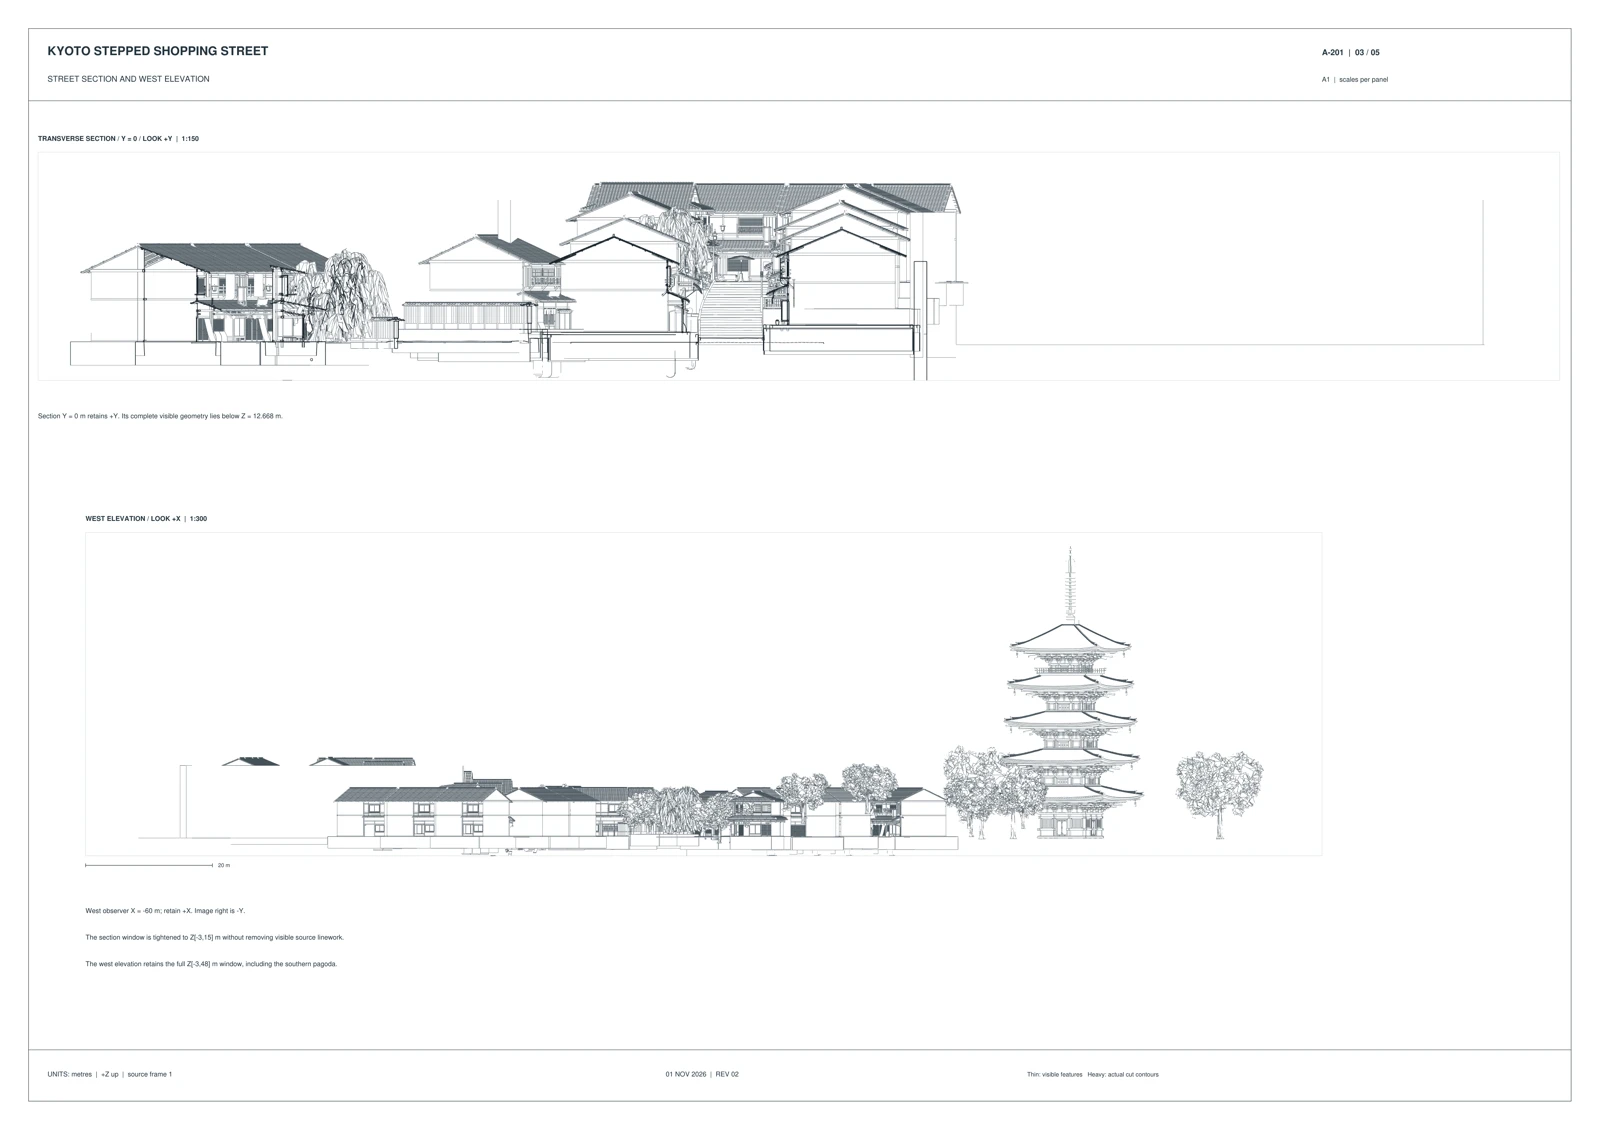 KYOTO STEPPED SHOPPING STREET
A-201 | 03 / 05
STREET SECTION AND WEST ELEVATION
A1 | scales per panel
TRANSVERSE SECTION / Y = 0 / LOOK +Y | 1:150
Section Y = 0 m retains +Y. Its complete visible geometry lies below Z = 12.668 m.
WEST ELEVATION / LOOK +X | 1:300
20 m
West observer X = -60 m; retain +X. Image right is -Y.
The section window is tightened to Z[-3,15] m without removing visible source linework.
The west elevation retains the full Z[-3,48] m window, including the southern pagoda.
UNITS: metres | +Z up | source frame 1
01 NOV 2026 | REV 02
Thin: visible features Heavy: actual cut contours